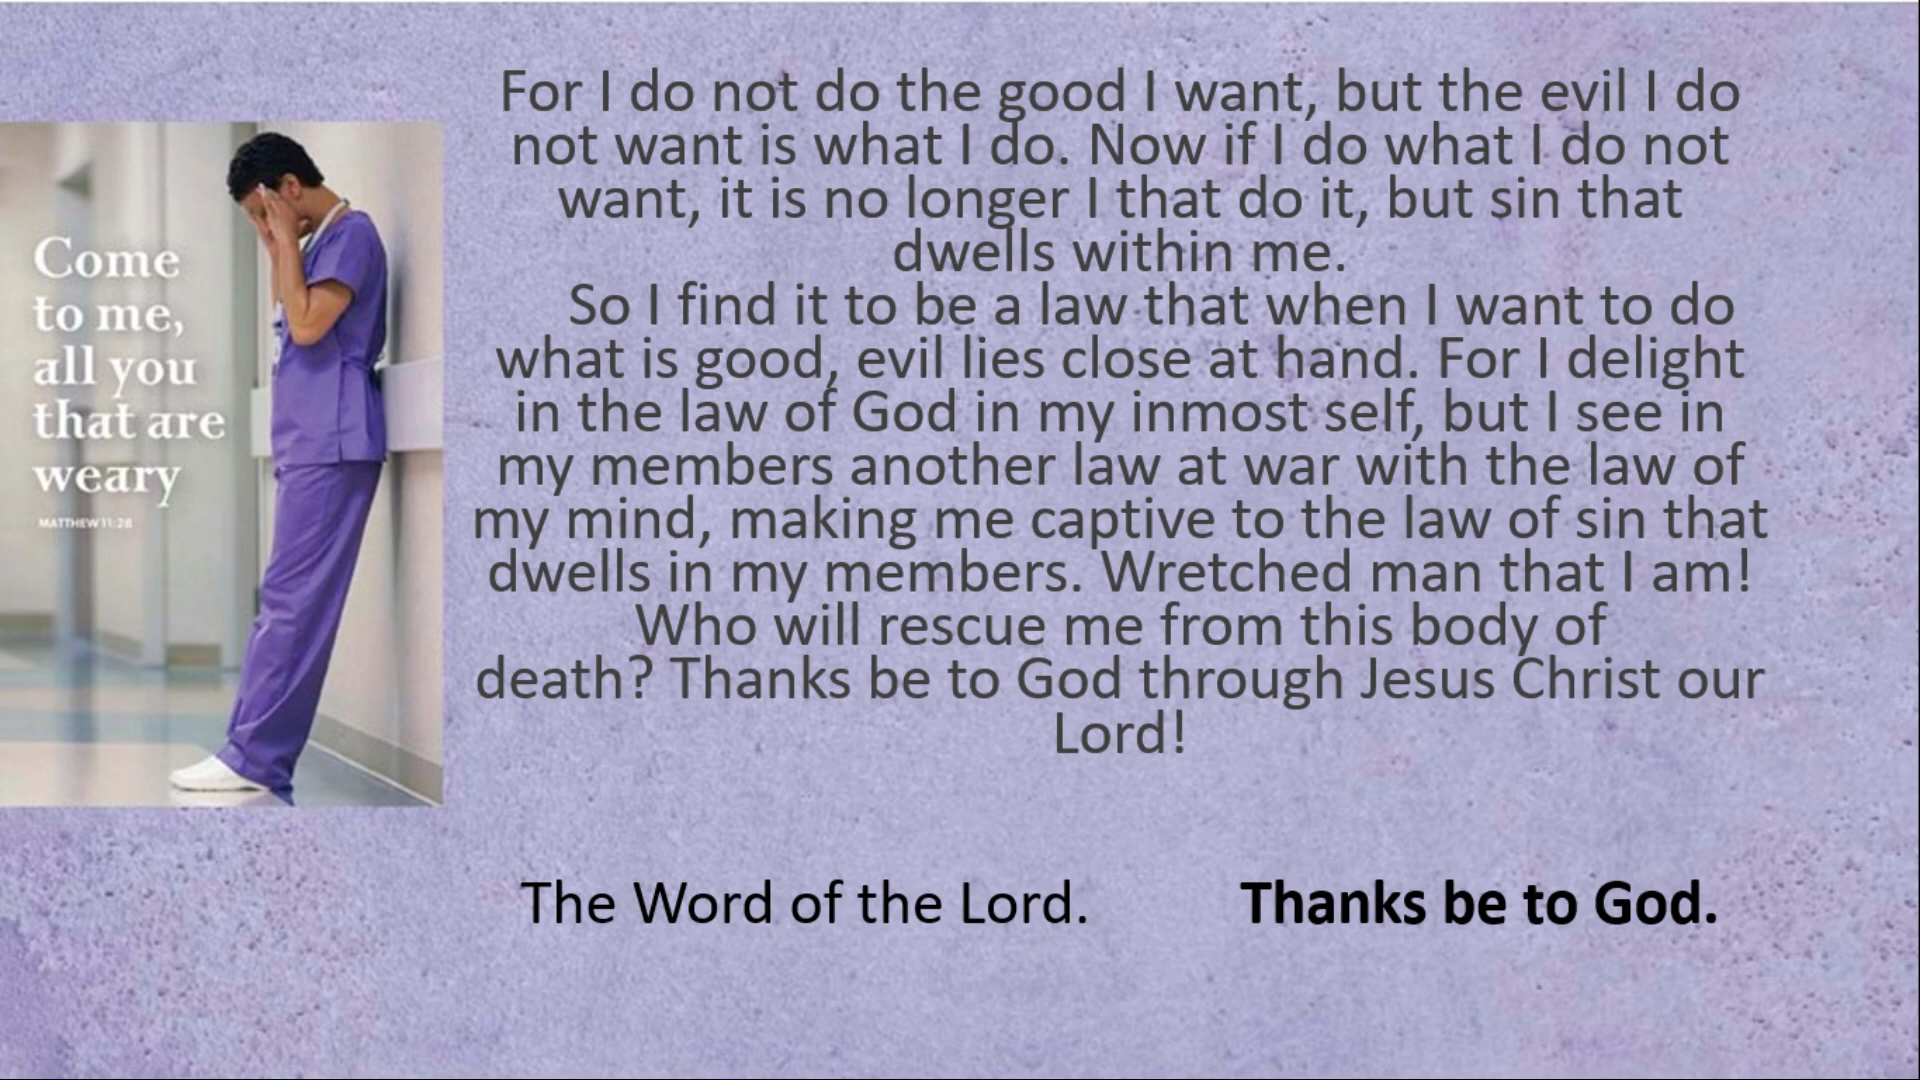 Come
to me,
all you
that are
weary
MATTHEW 11:28
For I do not do the good I want, but the evil I do
not want is what I do. Now if I do what I do not
want, it is no longer I that do it, but sin that
dwells within me.
So I find it to be a law that when I want to do
what is good, evil lies close at hand. For I delight
in the law of God in my inmost self, but I see in
my members another law at war with the law of
my mind, making me captive to the law of sin that
dwells in my members. Wretched man that I am!
Who will rescue me from this body of
death? Thanks be to God through Jesus Christ our
Lord!
The Word of the Lord. Thanks be to God.